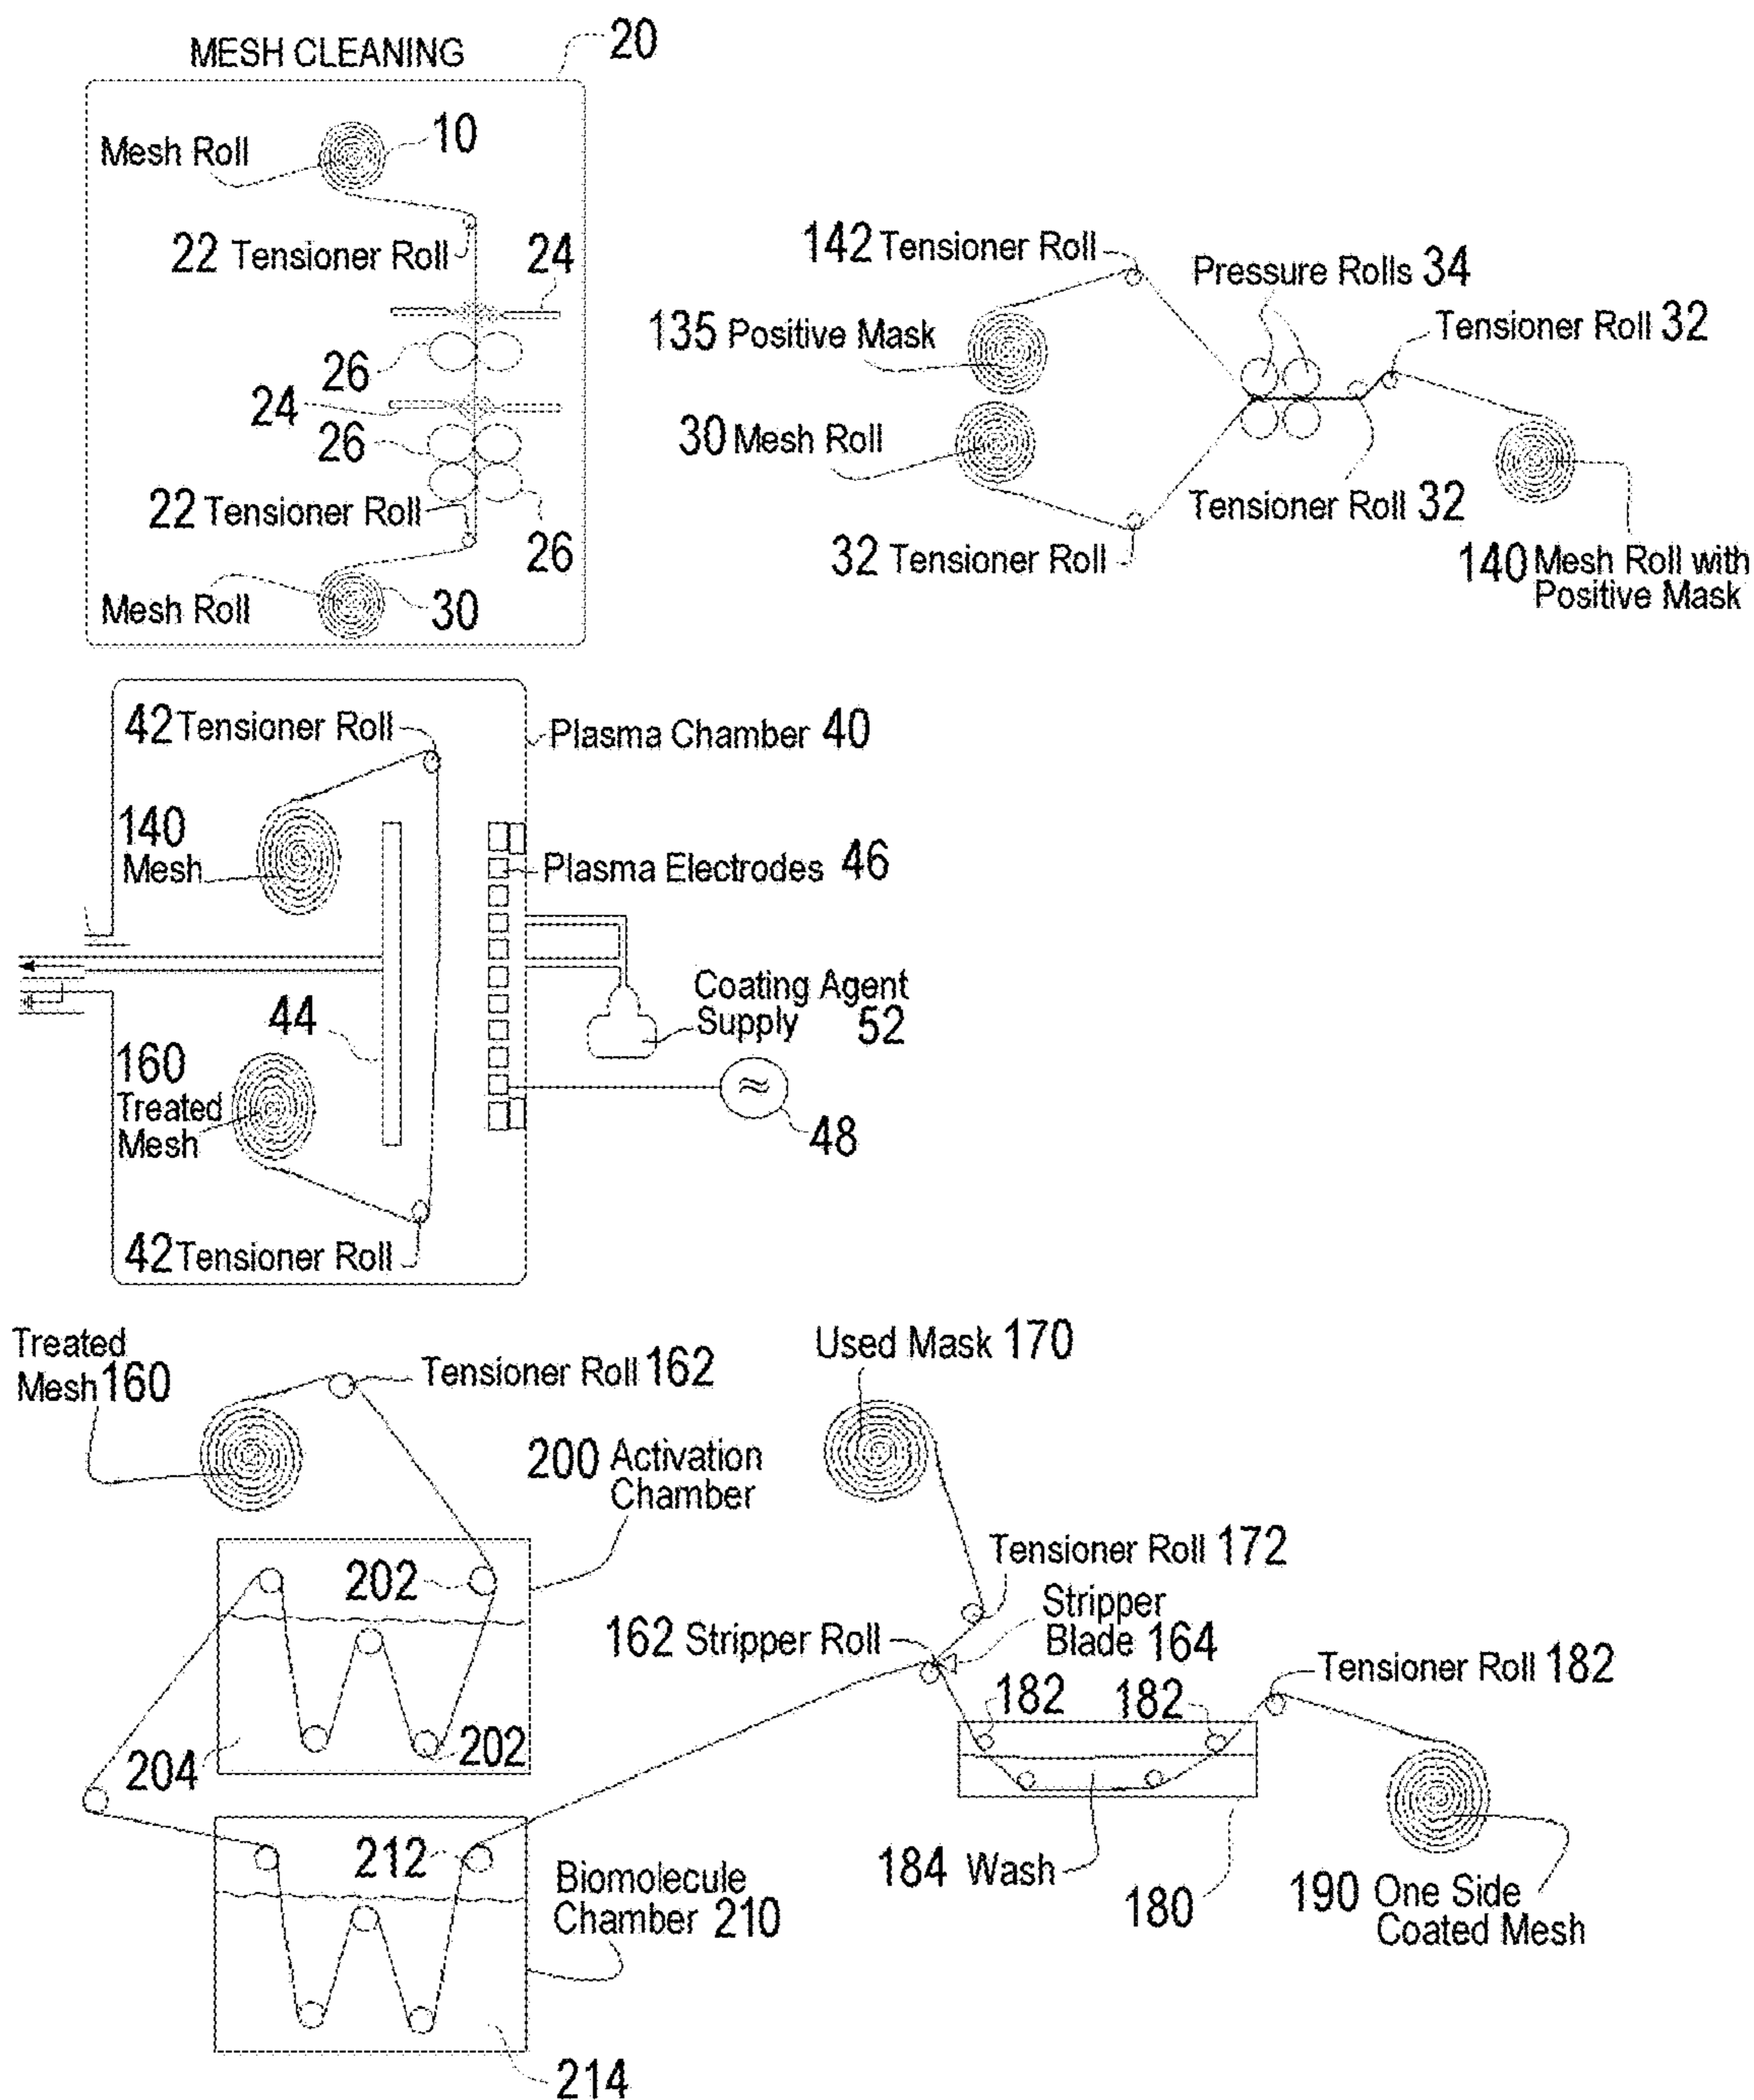 MESH CLEANING
20
Mesh Roll
10
22 Tensioner Roll
24
26
24
26
22 Tensioner Roll
26
Mesh Roll
30
142 Tensioner Roll
Pressure Rolls 34
135 Positive Mask
Tensioner Roll 32
30 Mesh Roll
Tensioner Roll 32
32 Tensioner Roll
140 Mesh Roll with
Positive Mask
42 Tensioner Roll
Plasma Chamber 40
140
Mesh
Plasma Electrodes 46
Coating Agent
Supply 52
44
160
Treated
Mesh
48
42 Tensioner Roll
Treated
Mesh 160
Tensioner Roll 162
Used Mask 170
200 Activation
Chamber
202
Tensioner Roll 172
162 Stripper Roll
Stripper
Blade 164
Tensioner Roll 182
182
182
204
202
212
184 Wash
180
190 One Side
Coated Mesh
Biomolecule
Chamber 210
214